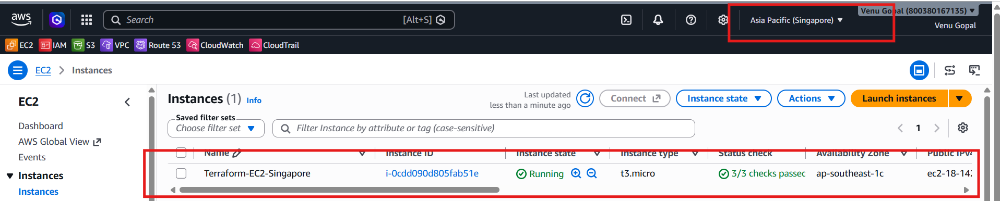 aws
Search
[Alt+S]
Asia Pacific (Singapore)
Venu Gopal (800380167135)
Venu Gopal
EC2 IAM S3 VPC Route 53 CloudWatch CloudTrail
EC2 > Instances
EC2
Dashboard
AWS Global View
Events
Instances
Instances
Instances (1) Info
Last updated
less than a minute ago
Connect
Instance state
Actions
Launch instances
Saved filter sets
Choose filter set
Filter Instance by attribute or tag (case-sensitive)
1
Name Instance ID Instance state Instance type Status check Availability Zone Public IPv4
Terraform-EC2-Singapore i-0cdd090d805fab51e Running t3.micro 3/3 checks passec ap-southeast-1c ec2-18-142